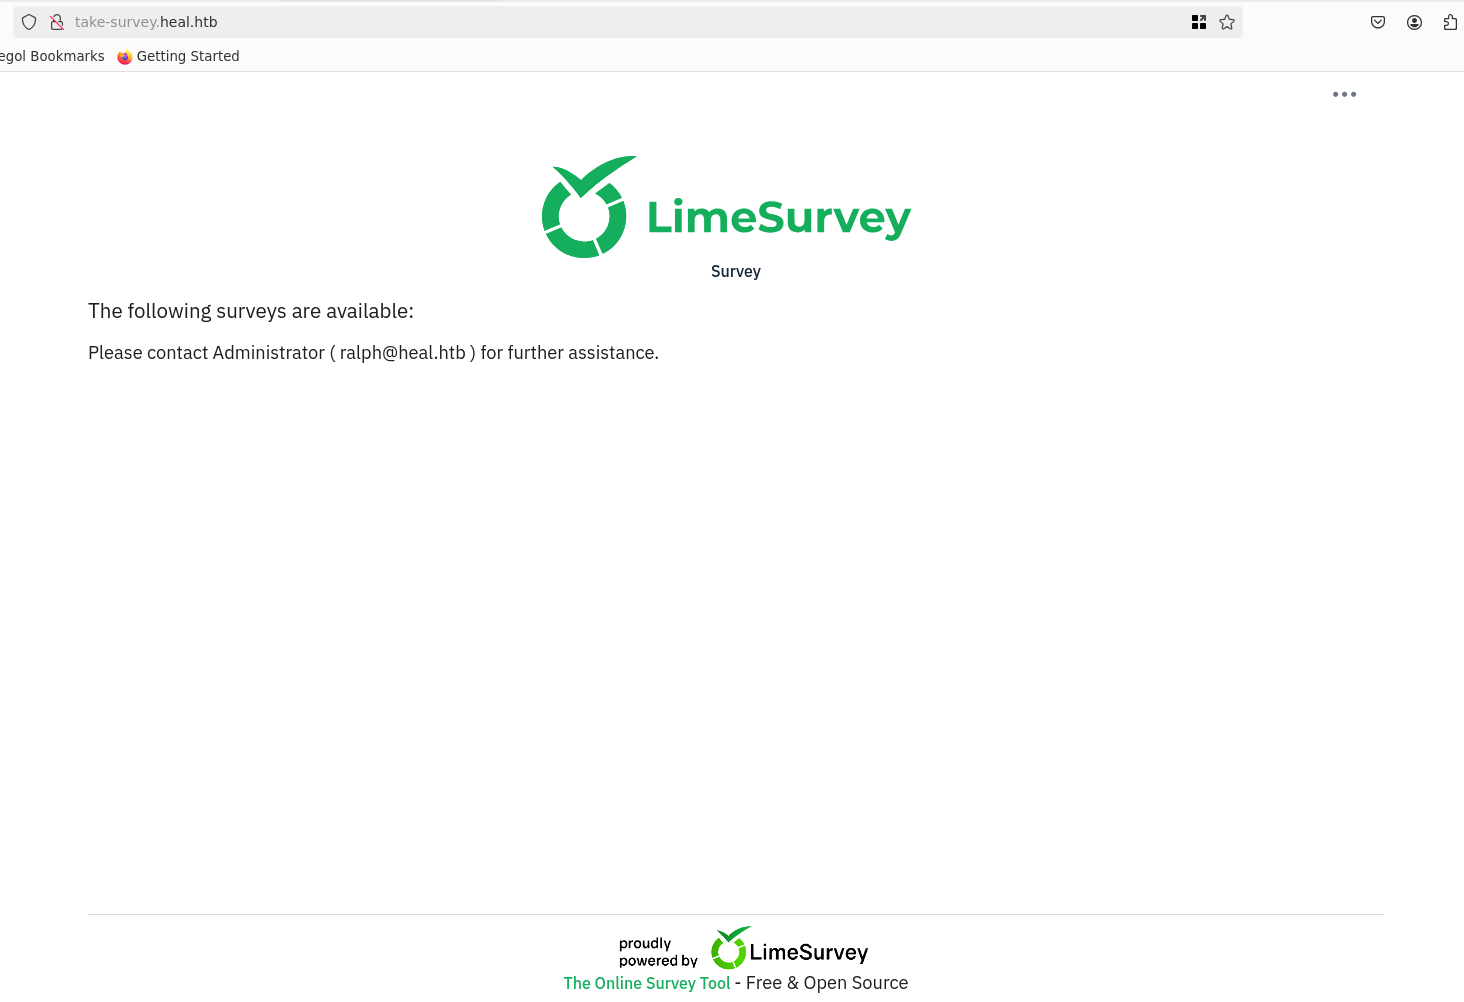 take-survey.heal.htb
egol Bookmarks Getting Started
LimeSurvey
Survey
The following surveys are available:
Please contact Administrator ( ralph@heal.htb ) for further assistance.
proudly
powered by LimeSurvey
The Online Survey Tool - Free & Open Source